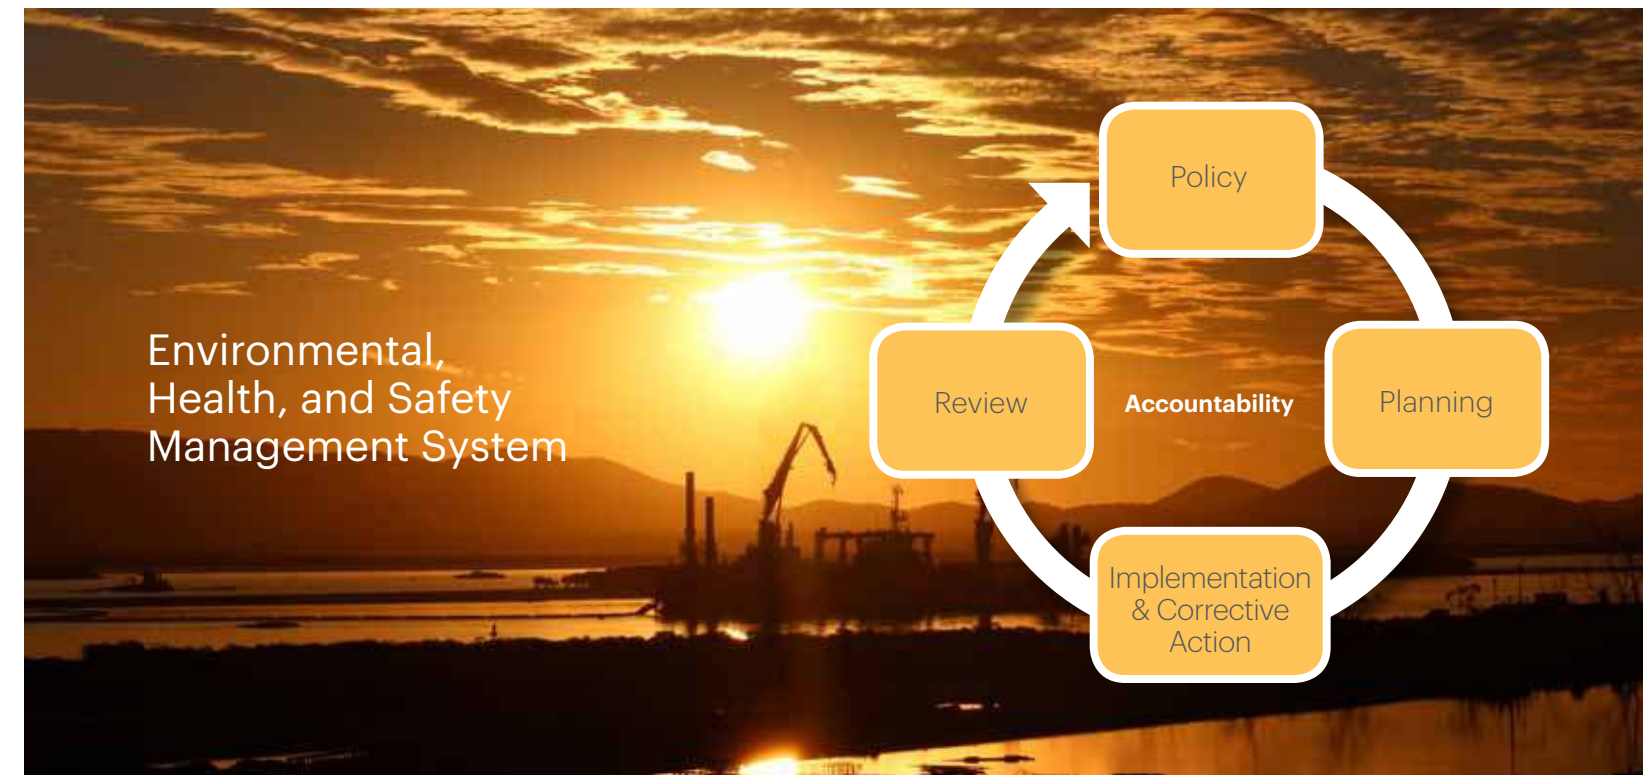 Environmental,
Health, and Safety
Management System
Policy
Review
Accountability
Planning
Implementation
& Corrective
Action